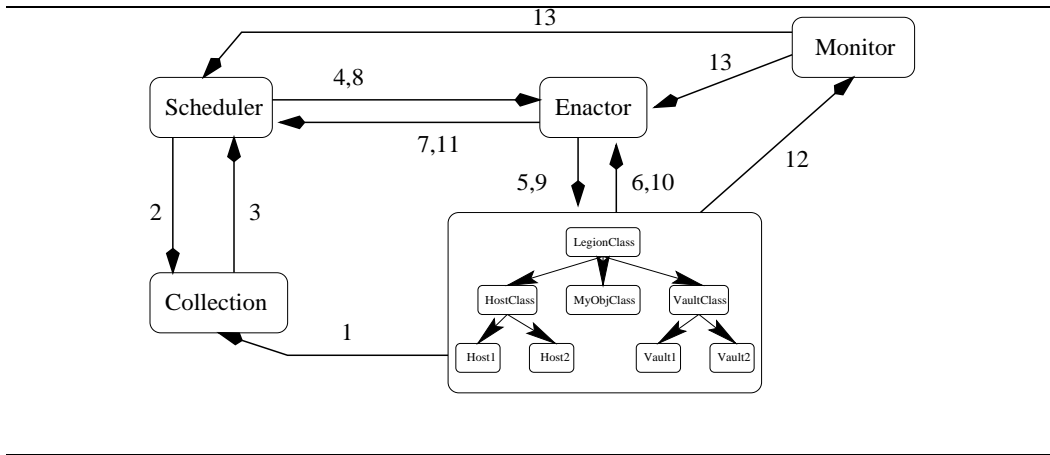 13
Monitor
13
4,8
Scheduler
Enactor
7,11
12
5,9
6,10
2
3
LegionClass
Collection
HostClass
MyObjClass
VaultClass
1
Host1
Host2
Vault1
Vault2